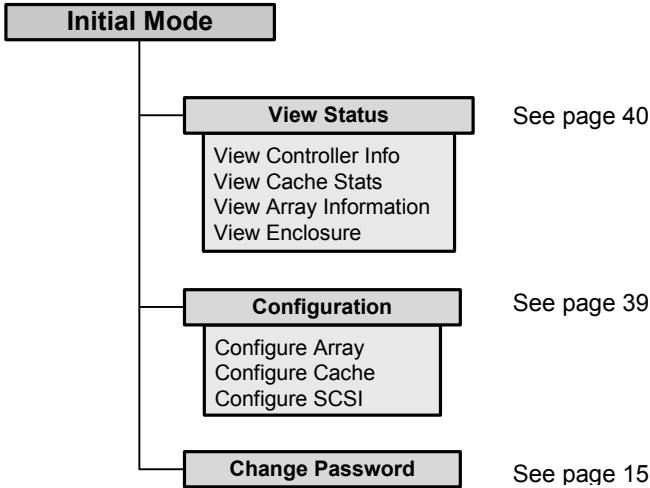 Initial Mode
View Status
See page 40
View Controller Info
View Cache Stats
View Array Information
View Enclosure
Configuration
See page 39
Configure Array
Configure Cache
Configure SCSI
Change Password
See page 15